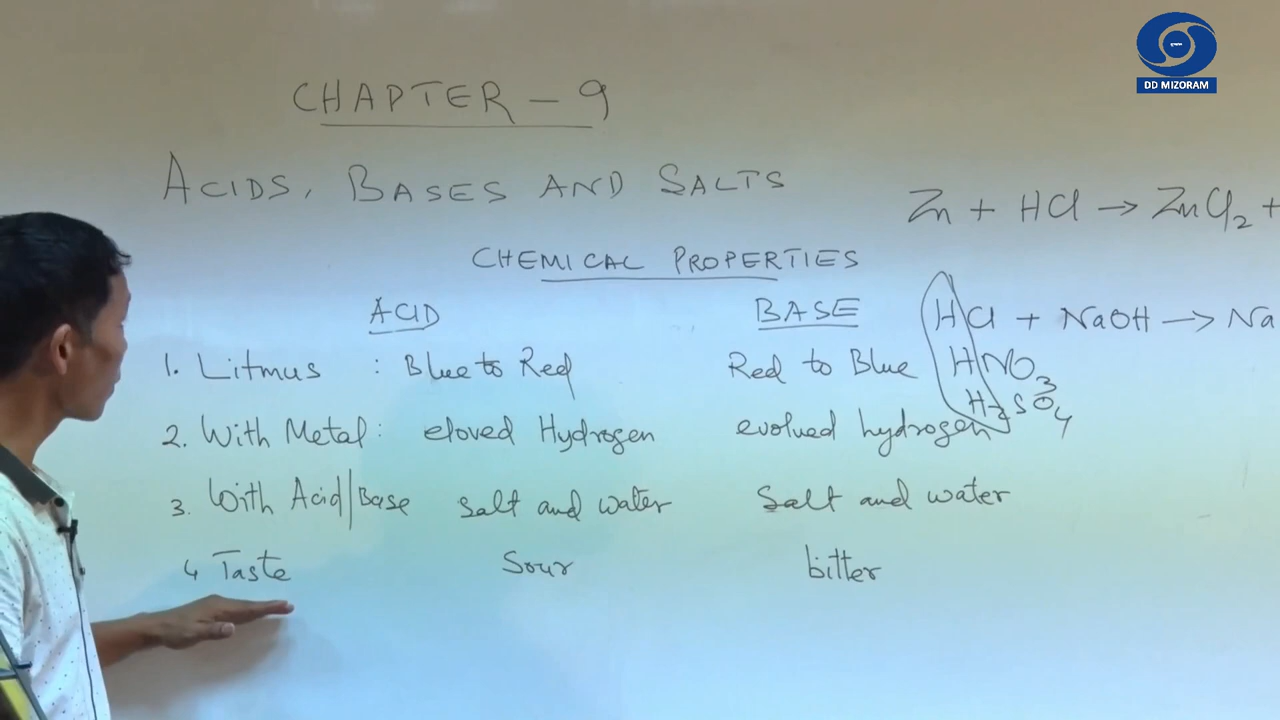 DD MIZORAM
CHAPTER - 9
ACIDS, BASES AND SALTS
Zn + HCl → ZnCl2 +
CHEMICAL PROPERTIES
ACID BASE
HCl + NaOH → Na
1. Litmus : Blue to Red Red to Blue
HNO3
H2SO4
2. With Metal : eloved Hydrogen evolved hydrogen
3. With Acid/Base Salt and water Salt and water
4 Taste Sour bitter